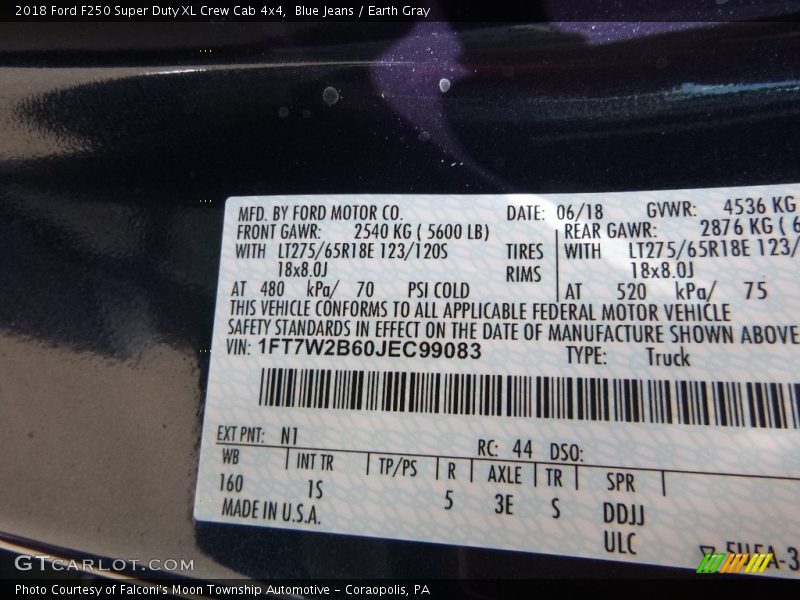 2018 Ford F250 Super Duty XL Crew Cab 4x4,  Blue Jeans / Earth Gray
MFD. BY FORD MOTOR CO. DATE: 06/18 GVWR: 4536 KG
FRONT GAWR: 2540 KG ( 5600 LB) REAR GAWR: 2876 KG (
WITH LT275/65R18E 123/120S TIRES WITH LT275/65R18E 123/
18x8.0J RIMS 18x8.0J
AT 480 kPa/ 70 PSI COLD AT 520 kPa/ 75
THIS VEHICLE CONFORMS TO ALL APPLICABLE FEDERAL MOTOR VEHICLE
SAFETY STANDARDS IN EFFECT ON THE DATE OF MANUFACTURE SHOWN ABOVE
VIN: 1FT7W2B60JEC99083 TYPE: Truck
EXT PNT: N1 RC: 44 DSO:
WB INT TR TP/PS R AXLE TR SPR
160 1S 5 3E S DDJJ
MADE IN U.S.A. ULC
GTCARLOT.COM
Photo Courtesy of Falconi's Moon Township Automotive - Coraopolis, PA